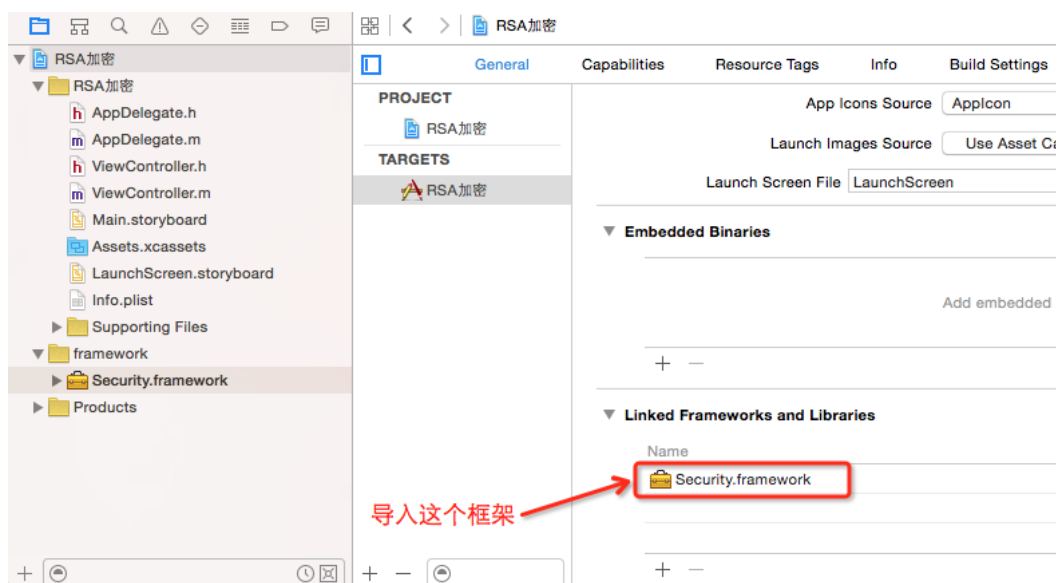 RSA加密
RSA加密
RSA加密
AppDelegate.h
AppDelegate.m
ViewController.h
ViewController.m
Main.storyboard
Assets.xcassets
LaunchScreen.storyboard
Info.plist
Supporting Files
framework
Security.framework
Products
General Capabilities Resource Tags Info Build Settings
PROJECT
RSA加密
TARGETS
RSA加密
App Icons Source AppIcon
Launch Images Source Use Asset Ca
Launch Screen File LaunchScreen
Embedded Binaries
Add embedded
Linked Frameworks and Libraries
Name
Security.framework
导入这个框架